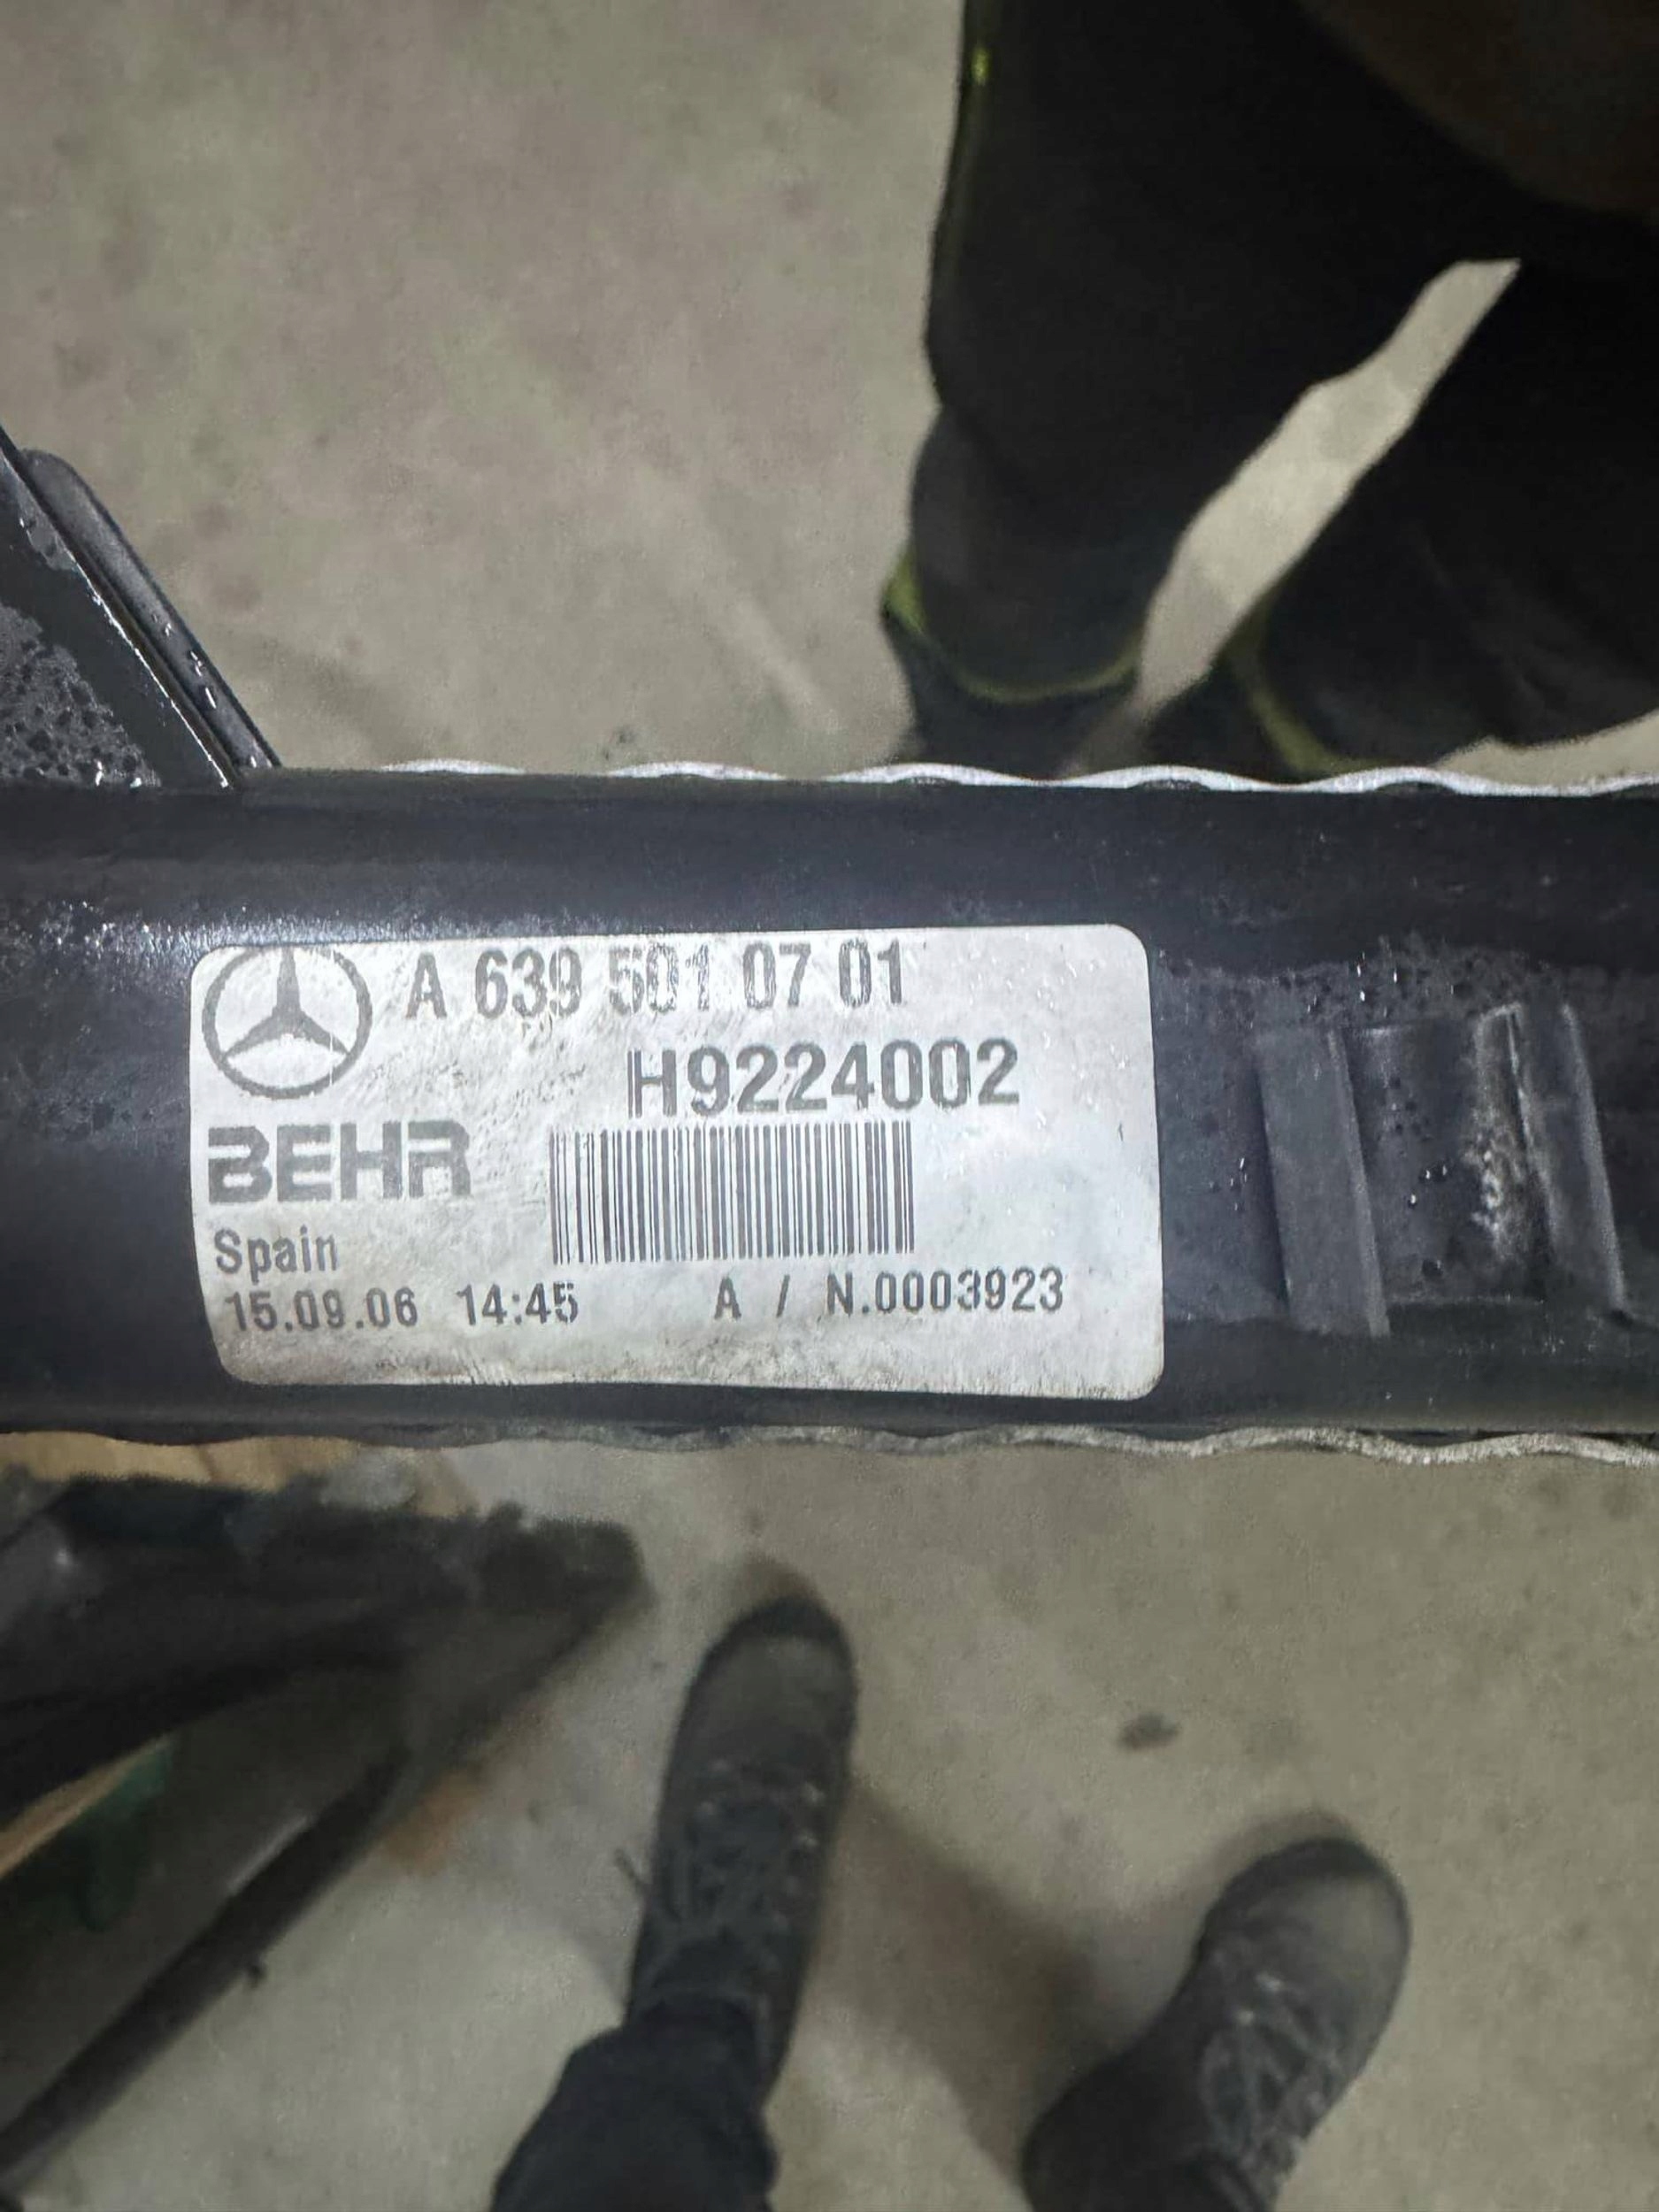 A 639 501 07 01
H9224002
BEHR
Spain
15.09.06 14:45 A / N.0003923